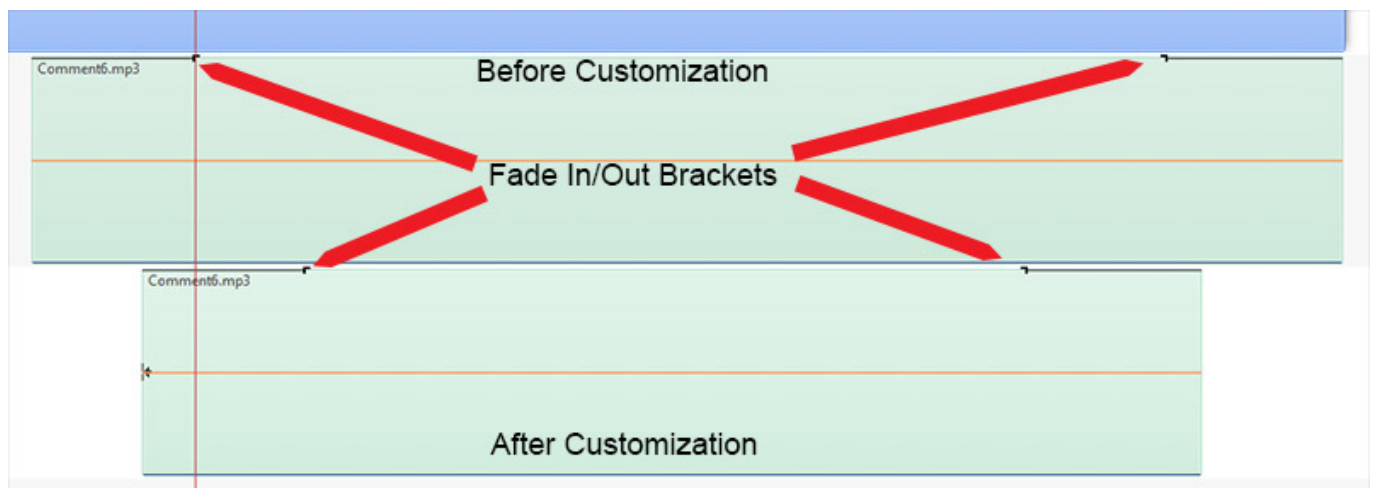 Comment6.mp3
Before Customization
Fade In/Out Brackets
Comment6.mp3
After Customization